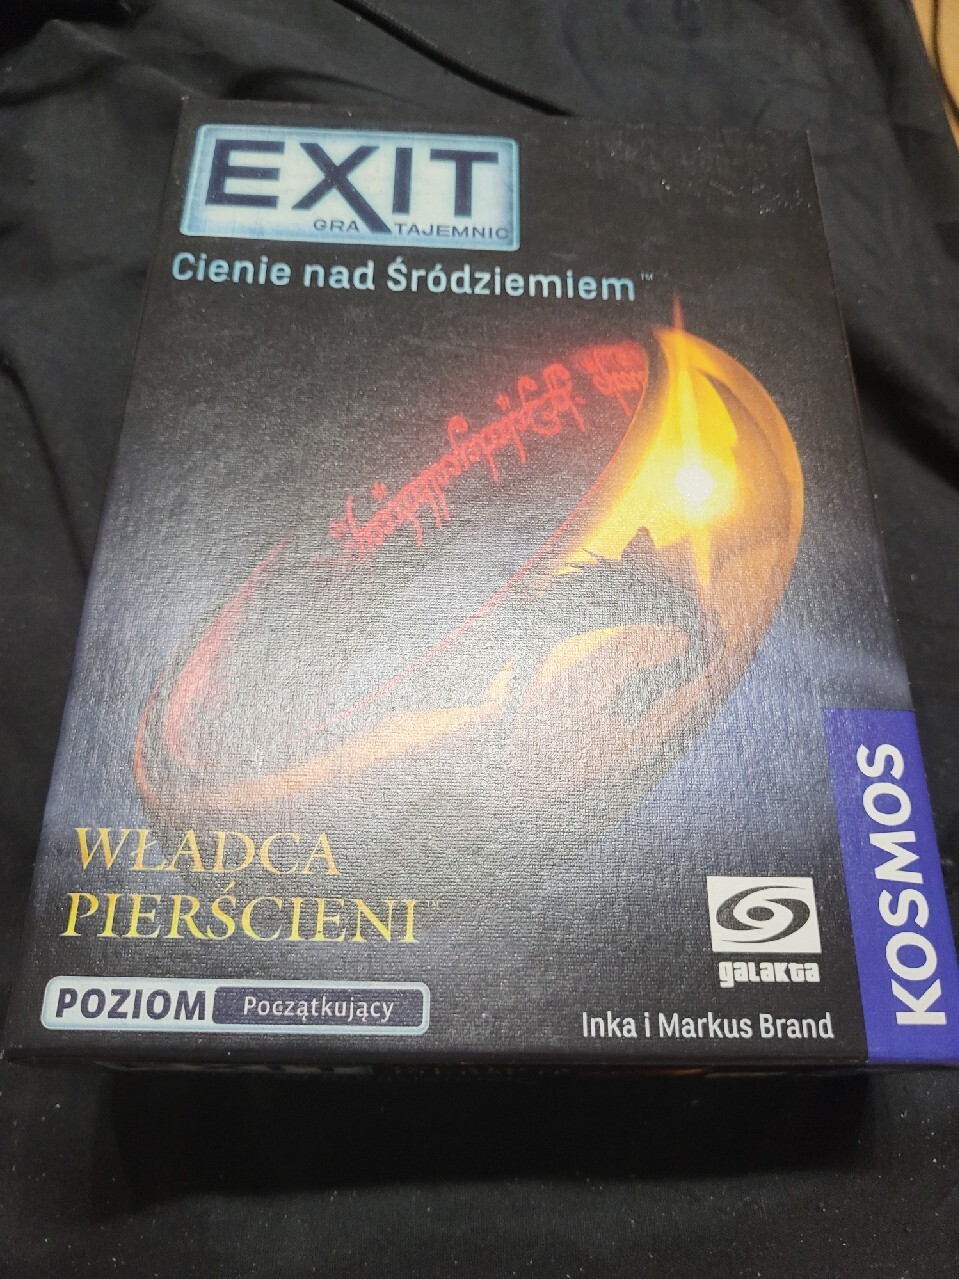 EXIT
GRA TAJEMNIC
Cienie nad Śródziemiem™
WŁADCA
PIERŚCIENI™
POZIOM Początkujący
galakta
Inka i Markus Brand
KOSMOS